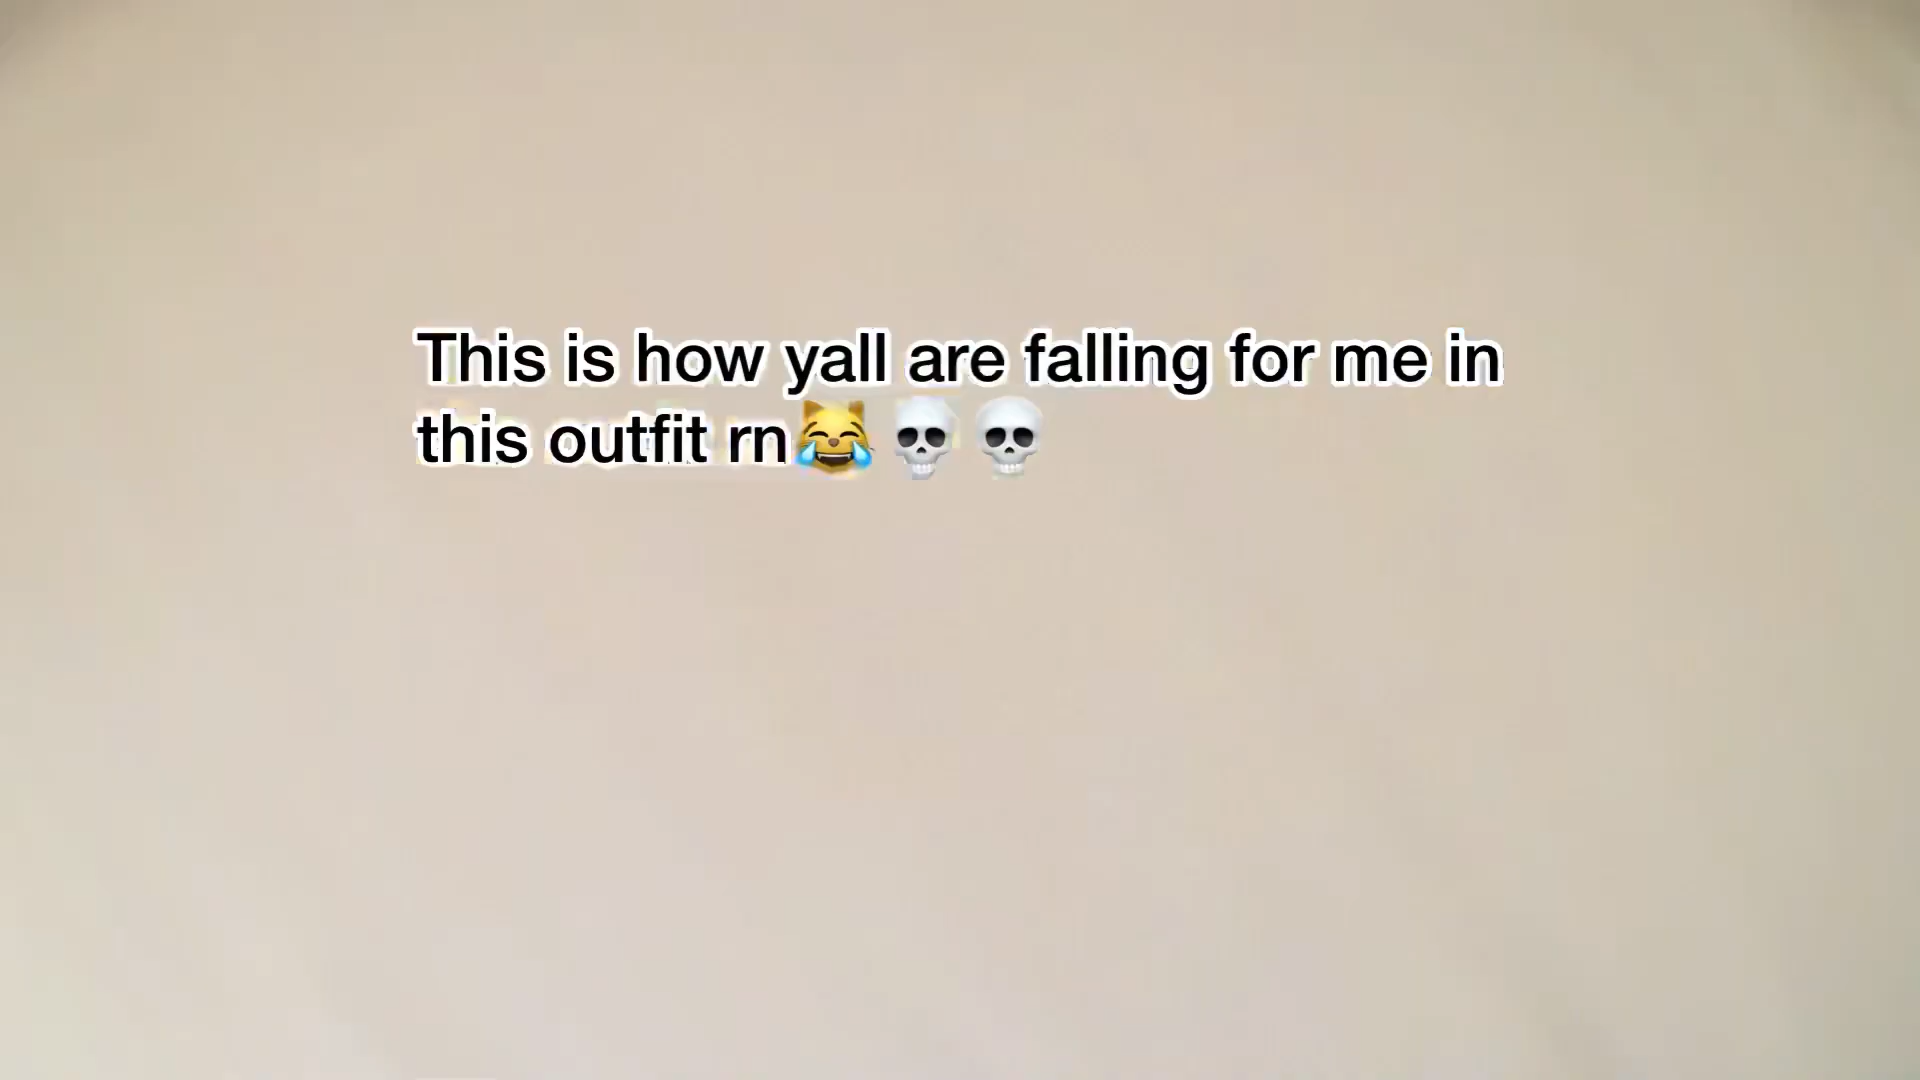 This is how yall are falling for me in
this outfit rn😹💀💀